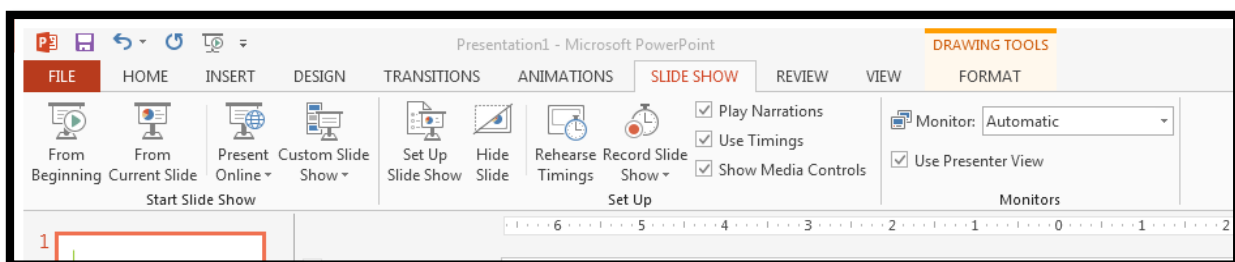 Presentation1 - Microsoft PowerPoint
DRAWING TOOLS
FILE HOME INSERT DESIGN TRANSITIONS ANIMATIONS SLIDE SHOW REVIEW VIEW FORMAT
From Beginning
From Current Slide
Present Online
Custom Slide Show
Set Up Slide Show
Hide Slide
Rehearse Timings
Record Slide Show
Play Narrations
Use Timings
Show Media Controls
Monitor: Automatic
Use Presenter View
Start Slide Show
Set Up
Monitors
6 5 4 3 2 1 0 1 2
1